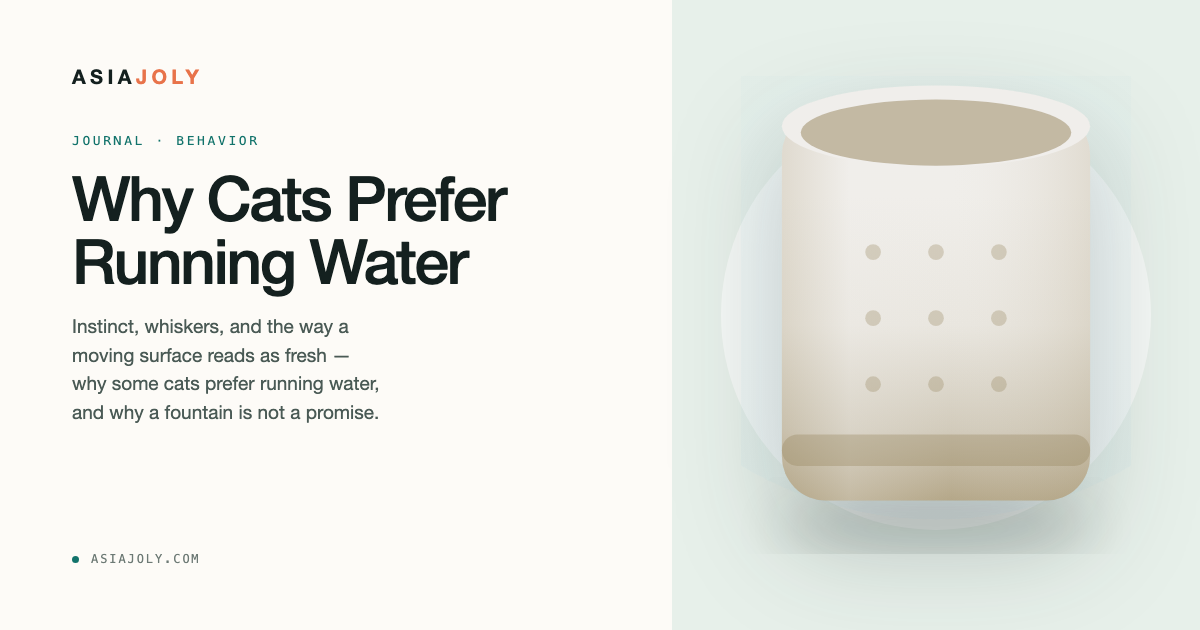 ASIAJOLY
JOURNAL · BEHAVIOR
Why Cats Prefer
Running Water
Instinct, whiskers, and the way a
moving surface reads as fresh —
why some cats prefer running water,
and why a fountain is not a promise.
ASIAJOLY.COM